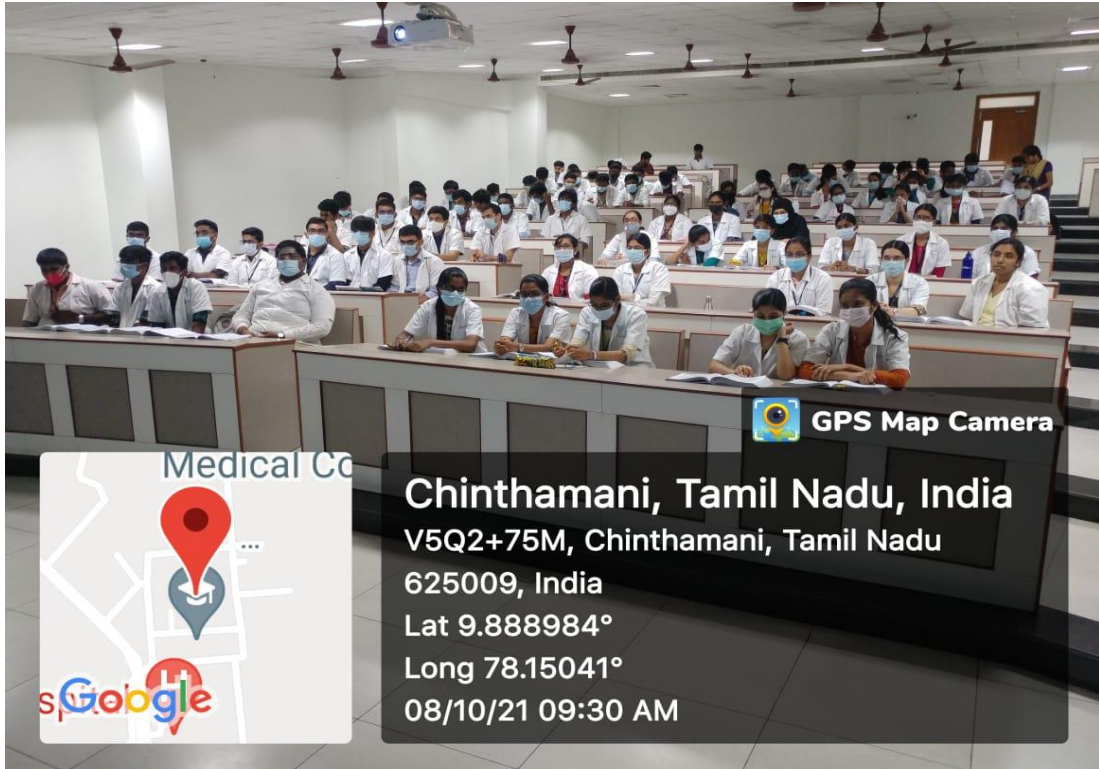 GPS Map Camera
Medical Co
Google
Chinthamani, Tamil Nadu, India
V5Q2+75M, Chinthamani, Tamil Nadu
625009, India
Lat 9.888984°
Long 78.15041°
08/10/21 09:30 AM